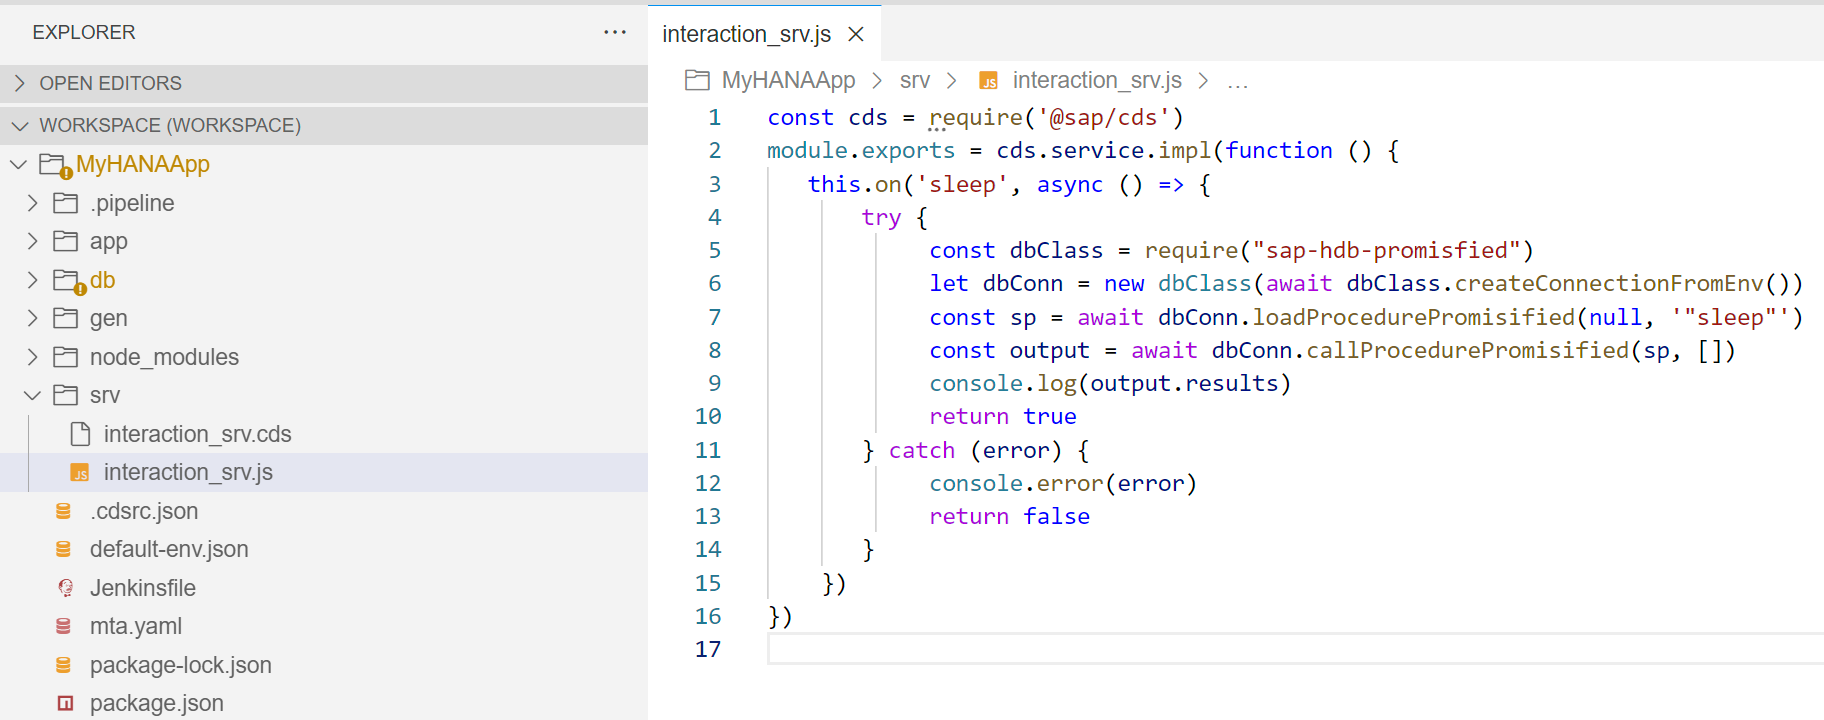 EXPLORER
OPEN EDITORS
WORKSPACE (WORKSPACE)
MyHANAApp
.pipeline
app
db
gen
node_modules
srv
interaction_srv.cds
interaction_srv.js
.cdsrc.json
default-env.json
Jenkinsfile
mta.yaml
package-lock.json
package.json
interaction_srv.js
MyHANAApp > srv > JS interaction_srv.js > ...
1 const cds = require('@sap/cds')
2 module.exports = cds.service.impl(function () {
3 this.on('sleep', async () => {
4 try {
5 const dbClass = require("sap-hdb-promisfied")
6 let dbConn = new dbClass(await dbClass.createConnectionFromEnv())
7 const sp = await dbConn.loadProcedurePromisified(null, '"sleep"')
8 const output = await dbConn.callProcedurePromisified(sp, [])
9 console.log(output.results)
10 return true
11 } catch (error) {
12 console.error(error)
13 return false
14 }
15 })
16 })
17